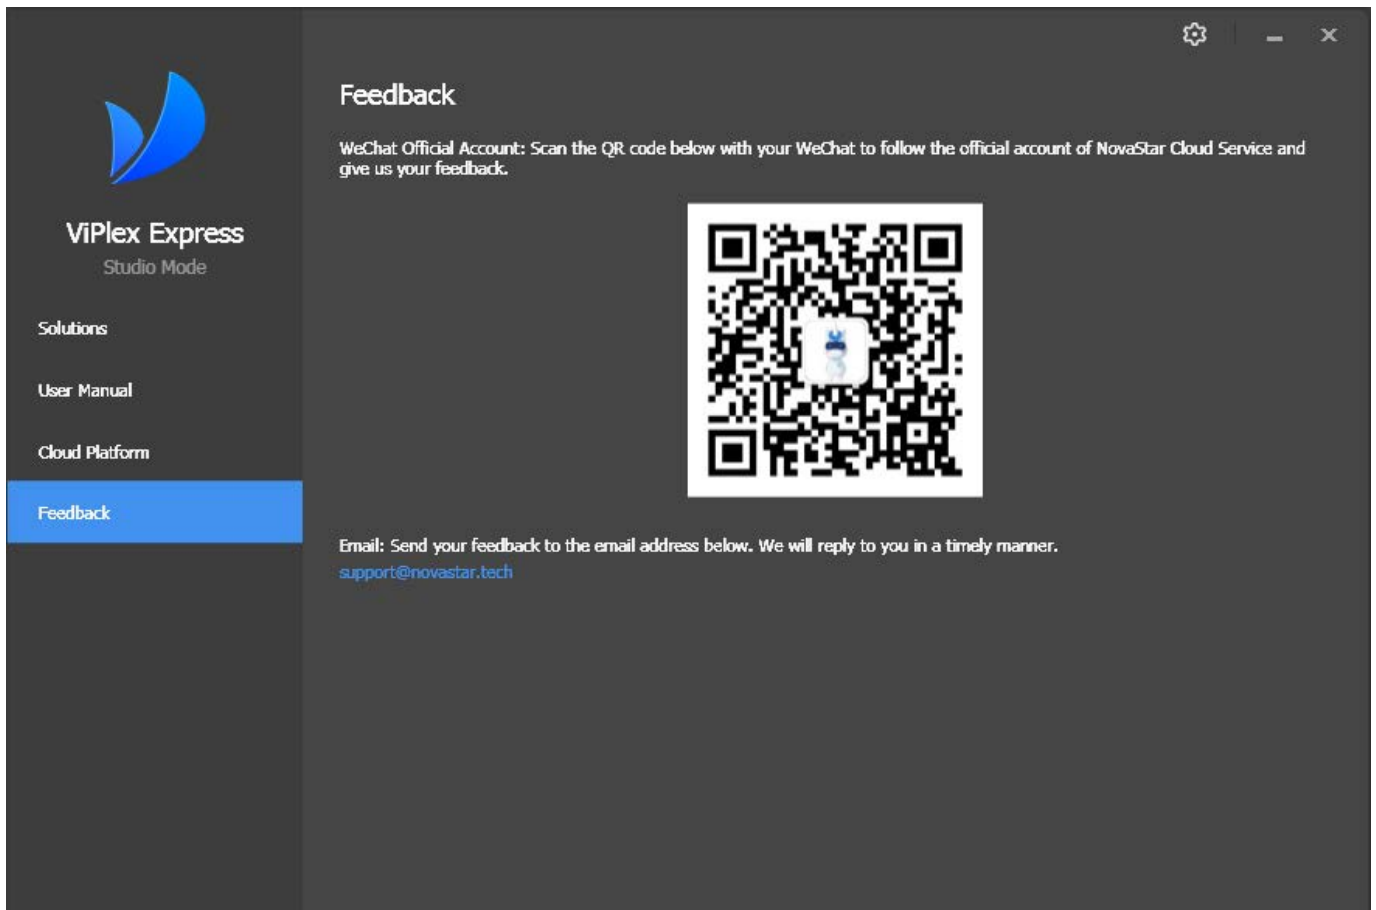 ViPlex Express
Studio Mode
Solutions
User Manual
Cloud Platform
Feedback
Feedback
WeChat Official Account: Scan the QR code below with your WeChat to follow the official account of NovaStar Cloud Service and
give us your feedback.
Email: Send your feedback to the email address below. We will reply to you in a timely manner.
support@novastar.tech